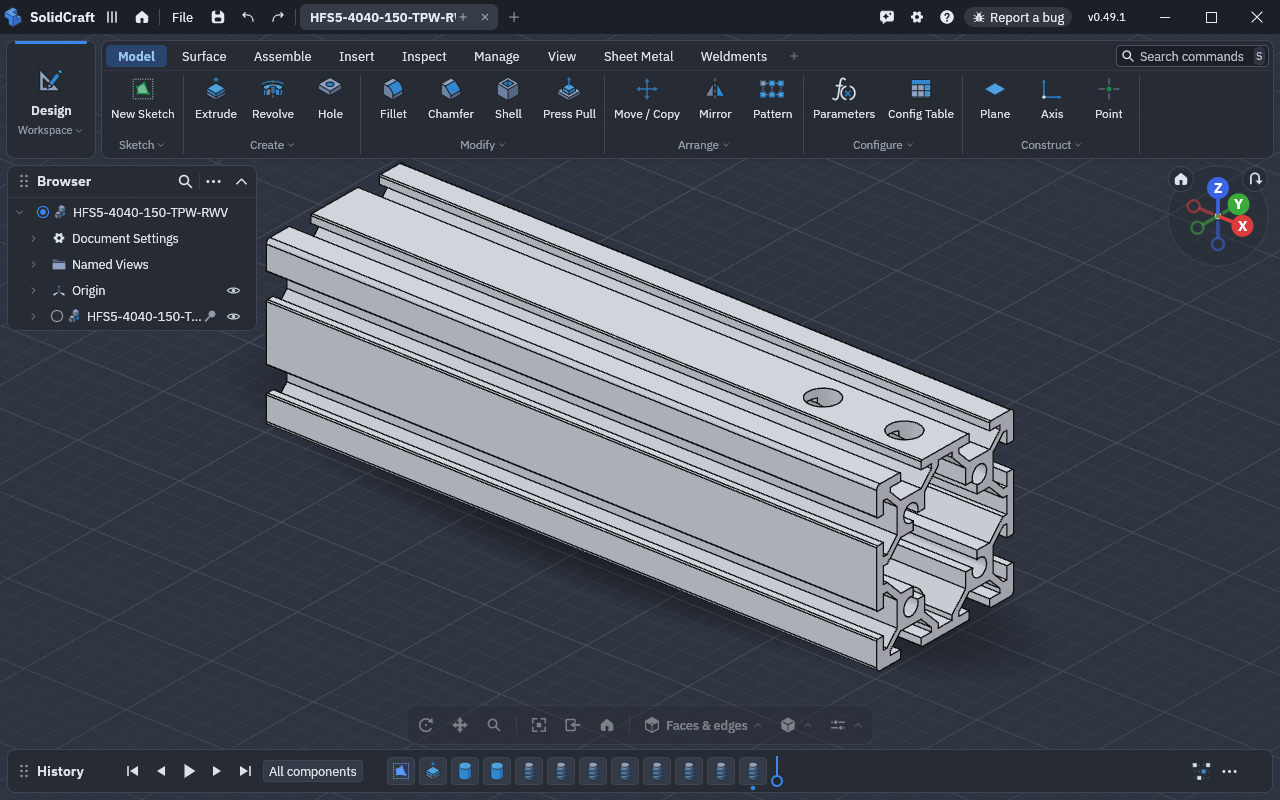 SolidCraft File HFS5-4040-150-TPW-R Report a bug v0.49.1
Model Surface Assemble Insert Inspect Manage View Sheet Metal Weldments Search commands S
Design
Workspace
New Sketch Extrude Revolve Hole Fillet Chamfer Shell Press Pull Move / Copy Mirror Pattern Parameters Config Table Plane Axis Point
Sketch Create Modify Arrange Configure Construct
Browser
HFS5-4040-150-TPW-RWV
Document Settings
Named Views
Origin
HFS5-4040-150-T...
Z
Y
X
Faces & edges
History All components